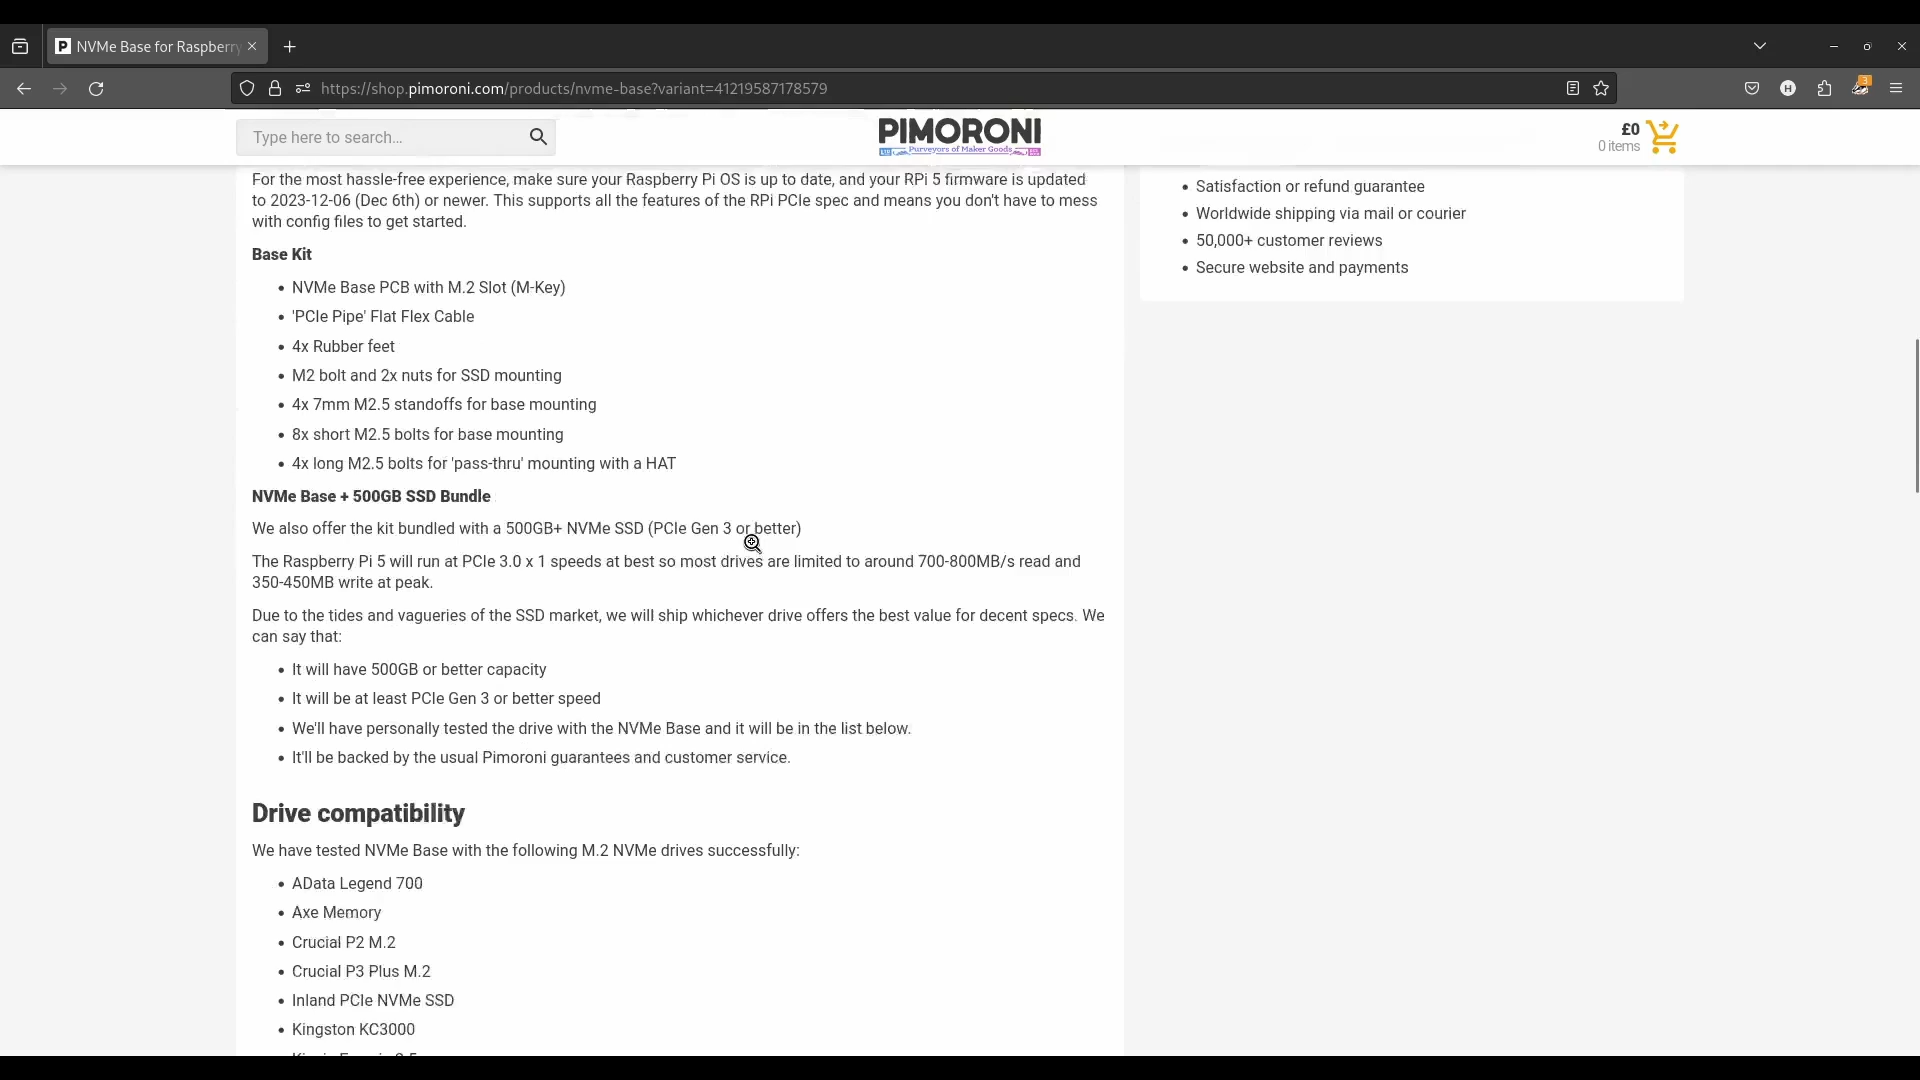 NVMe Base for Raspberry
https://shop.pimoroni.com/products/nvme-base?variant=41219587178579
3
H
Type here to search...
PIMORONI
Purveyors of Maker Goods
£0
0 items
For the most hassle-free experience, make sure your Raspberry Pi OS is up to date, and your RPi 5 firmware is updated
to 2023-12-06 (Dec 6th) or newer. This supports all the features of the RPi PCIe spec and means you don't have to mess
with config files to get started.
Base Kit
• NVMe Base PCB with M.2 Slot (M-Key)
• 'PCIe Pipe' Flat Flex Cable
• 4x Rubber feet
• M2 bolt and 2x nuts for SSD mounting
• 4x 7mm M2.5 standoffs for base mounting
• 8x short M2.5 bolts for base mounting
• 4x long M2.5 bolts for 'pass-thru' mounting with a HAT
NVMe Base + 500GB SSD Bundle
We also offer the kit bundled with a 500GB+ NVMe SSD (PCIe Gen 3 or better)
The Raspberry Pi 5 will run at PCIe 3.0 x 1 speeds at best so most drives are limited to around 700-800MB/s read and
350-450MB write at peak.
Due to the tides and vagueries of the SSD market, we will ship whichever drive offers the best value for decent specs. We
can say that:
• It will have 500GB or better capacity
• It will be at least PCIe Gen 3 or better speed
• We'll have personally tested the drive with the NVMe Base and it will be in the list below.
• It'll be backed by the usual Pimoroni guarantees and customer service.
Drive compatibility
We have tested NVMe Base with the following M.2 NVMe drives successfully:
• AData Legend 700
• Axe Memory
• Crucial P2 M.2
• Crucial P3 Plus M.2
• Inland PCIe NVMe SSD
• Kingston KC3000
• Satisfaction or refund guarantee
• Worldwide shipping via mail or courier
• 50,000+ customer reviews
• Secure website and payments